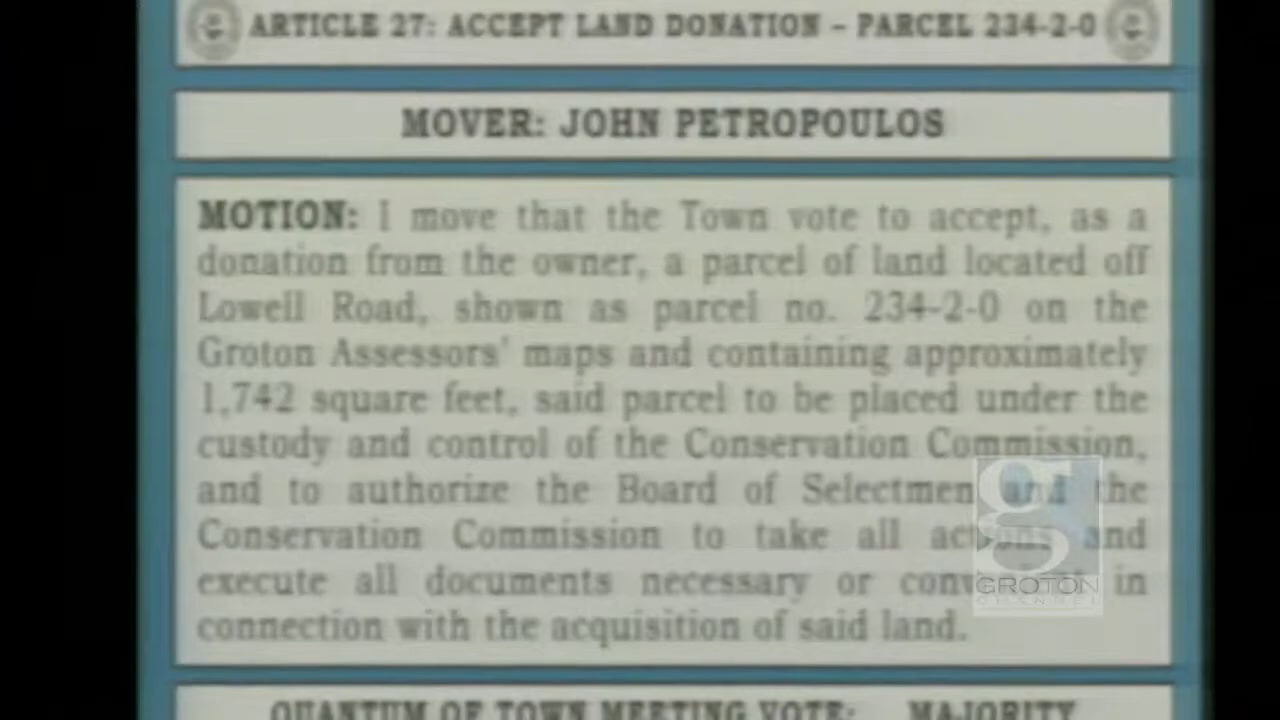 ARTICLE 27: ACCEPT LAND DONATION – PARCEL 234-2-0
MOVER: JOHN PETROPOULOS
MOTION: I move that the Town vote to accept, as a
donation from the owner, a parcel of land located off
Lowell Road, shown as parcel no. 234-2-0 on the
Groton Assessors' maps and containing approximately
1,742 square feet, said parcel to be placed under the
custody and control of the Conservation Commission,
and to authorize the Board of Selectmen and the
Conservation Commission to take all actions and
execute all documents necessary or in
connection with the acquisition of said land.
QUANTUM OF TOWN MEETING VOTE: MAJORITY
g
GROTON
CHANNEL